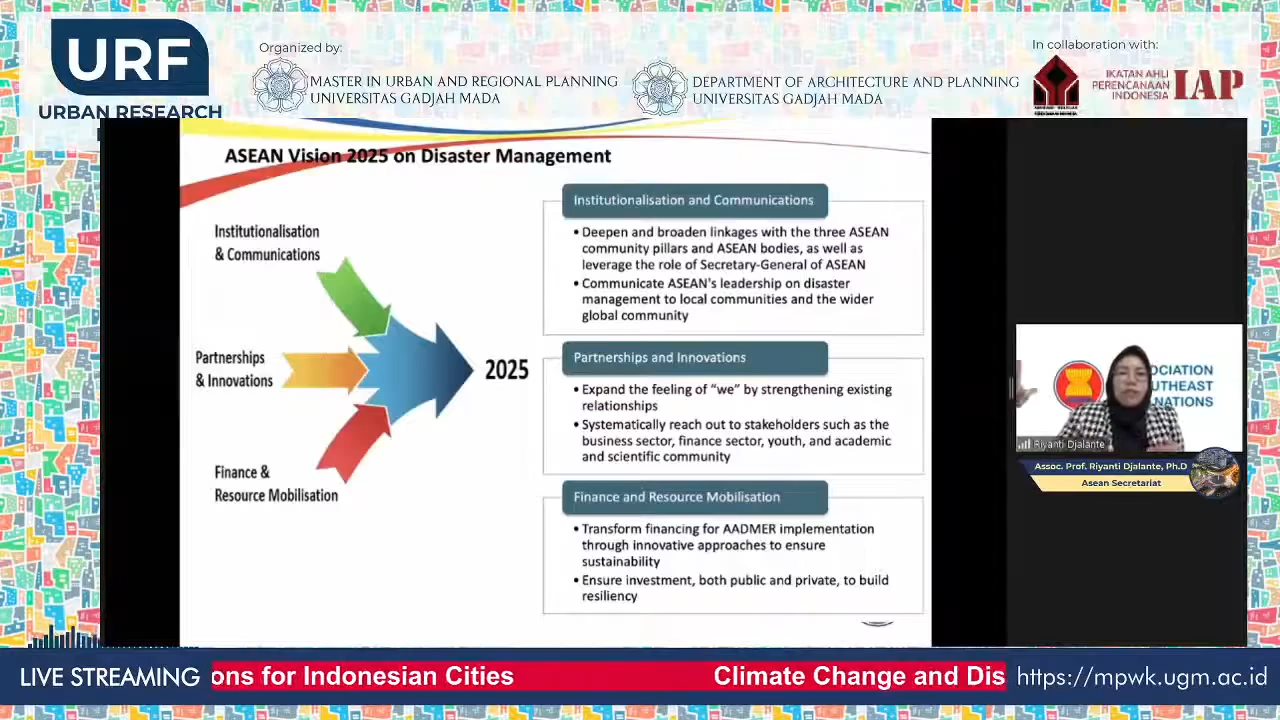 URF
URBAN RESEARCH
Organized by:
MASTER IN URBAN AND REGIONAL PLANNING
UNIVERSITAS GADJAH MADA
DEPARTMENT OF ARCHITECTURE AND PLANNING
UNIVERSITAS GADJAH MADA
In collaboration with:
IKATAN AHLI
PERENCANAAN
INDONESIA
IAP
ASEAN Vision 2025 on Disaster Management
Institutionalisation
& Communications
Partnerships
& Innovations
Finance &
Resource Mobilisation
2025
Institutionalisation and Communications
• Deepen and broaden linkages with the three ASEAN
community pillars and ASEAN bodies, as well as
leverage the role of Secretary-General of ASEAN
• Communicate ASEAN's leadership on disaster
management to local communities and the wider
global community
Partnerships and Innovations
• Expand the feeling of “we” by strengthening existing
relationships
• Systematically reach out to stakeholders such as the
business sector, finance sector, youth, and academic
and scientific community
Finance and Resource Mobilisation
• Transform financing for AADMER implementation
through innovative approaches to ensure
sustainability
• Ensure investment, both public and private, to build
resiliency
OCIATION
UTHEAST
NATIONS
Riyanti Djalante
Assoc. Prof. Riyanti Djalante, Ph.D
Asean Secretariat
LIVE STREAMING
ons for Indonesian Cities
Climate Change and Dis
https://mpwk.ugm.ac.id